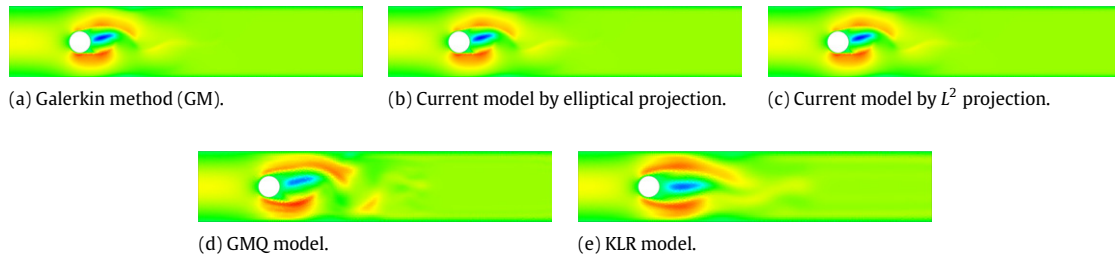 (a) Galerkin method (GM).
(b) Current model by elliptical projection.
(c) Current model by L² projection.
(d) GMQ model.
(e) KLR model.